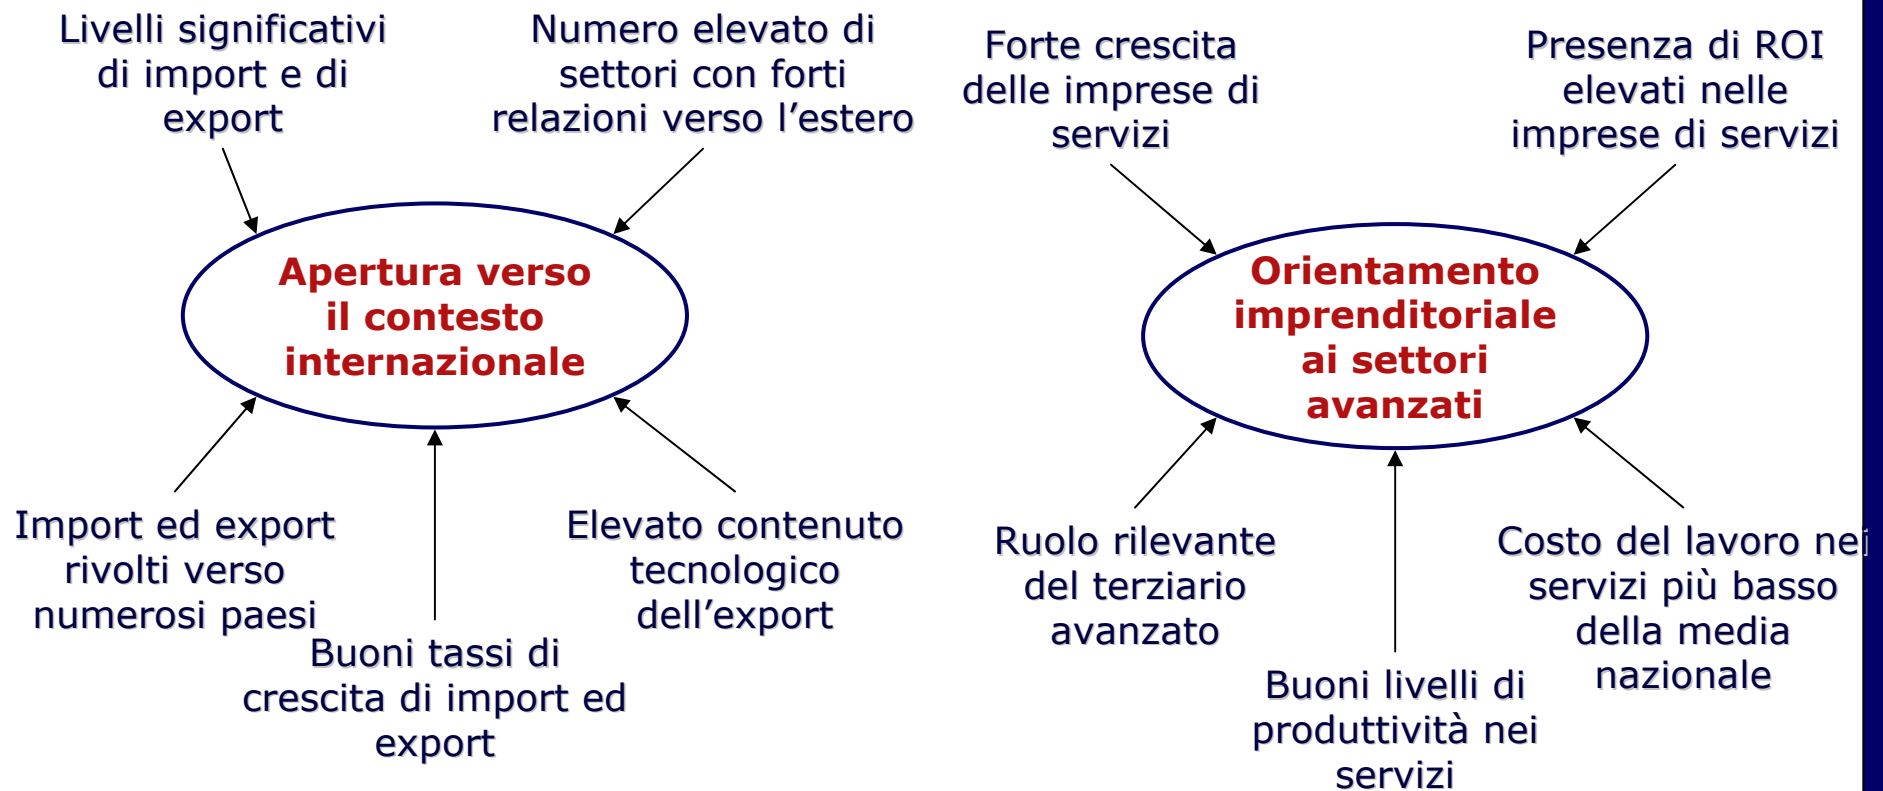 Livelli significativi
di import e di
export
Numero elevato di
settori con forti
relazioni verso l’estero
Apertura verso
il contesto
internazionale
Import ed export
rivolti verso
numerosi paesi
Buoni tassi di
crescita di import ed
export
Elevato contenuto
tecnologico
dell’export
Forte crescita
delle imprese di
servizi
Presenza di ROI
elevati nelle
imprese di servizi
Orientamento
imprenditoriale
ai settori
avanzati
Ruolo rilevante
del terziario
avanzato
Buoni livelli di
produttività nei
servizi
Costo del lavoro nei
servizi più basso
della media
nazionale